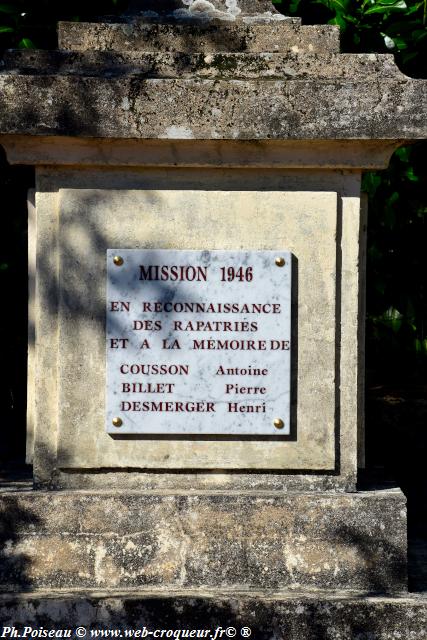 MISSION 1946
EN RECONNAISSANCE
DES RAPATRIÉS
ET A LA MÉMOIRE DE
COUSSON Antoine
BILLET Pierre
DESMERGER Henri
Ph.Poiseau © www.b-croqueur.fr©®